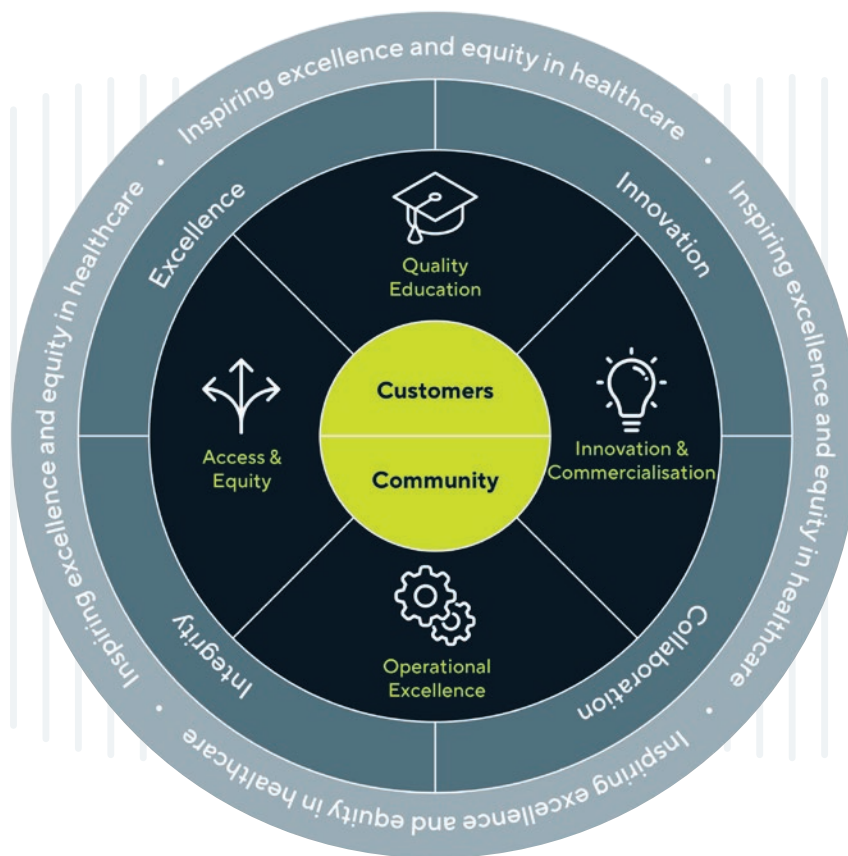 Inspiring excellence and equity in healthcare
Inspiring excellence and equity in healthcare
Inspiring excellence and equity in healthcare
Inspiring excellence and equity in healthcare
Excellence
Innovation
Collaboration
Integrity
Quality
Education
Innovation &
Commercialisation
Operational
Excellence
Access &
Equity
Customers
Community